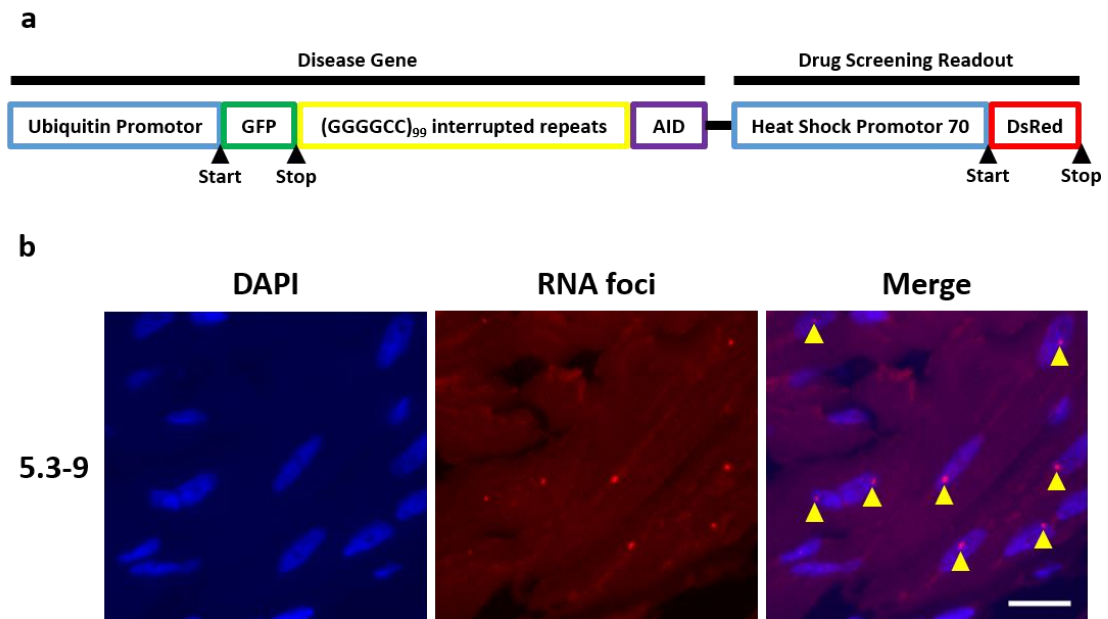 a
Disease Gene
Drug Screening Readout
Ubiquitin Promotor
GFP
(GGGGCC)99 interrupted repeats
AID
Heat Shock Promotor 70
DsRed
Start
Stop
Start
Stop
b
DAPI
RNA foci
Merge
5.3-9